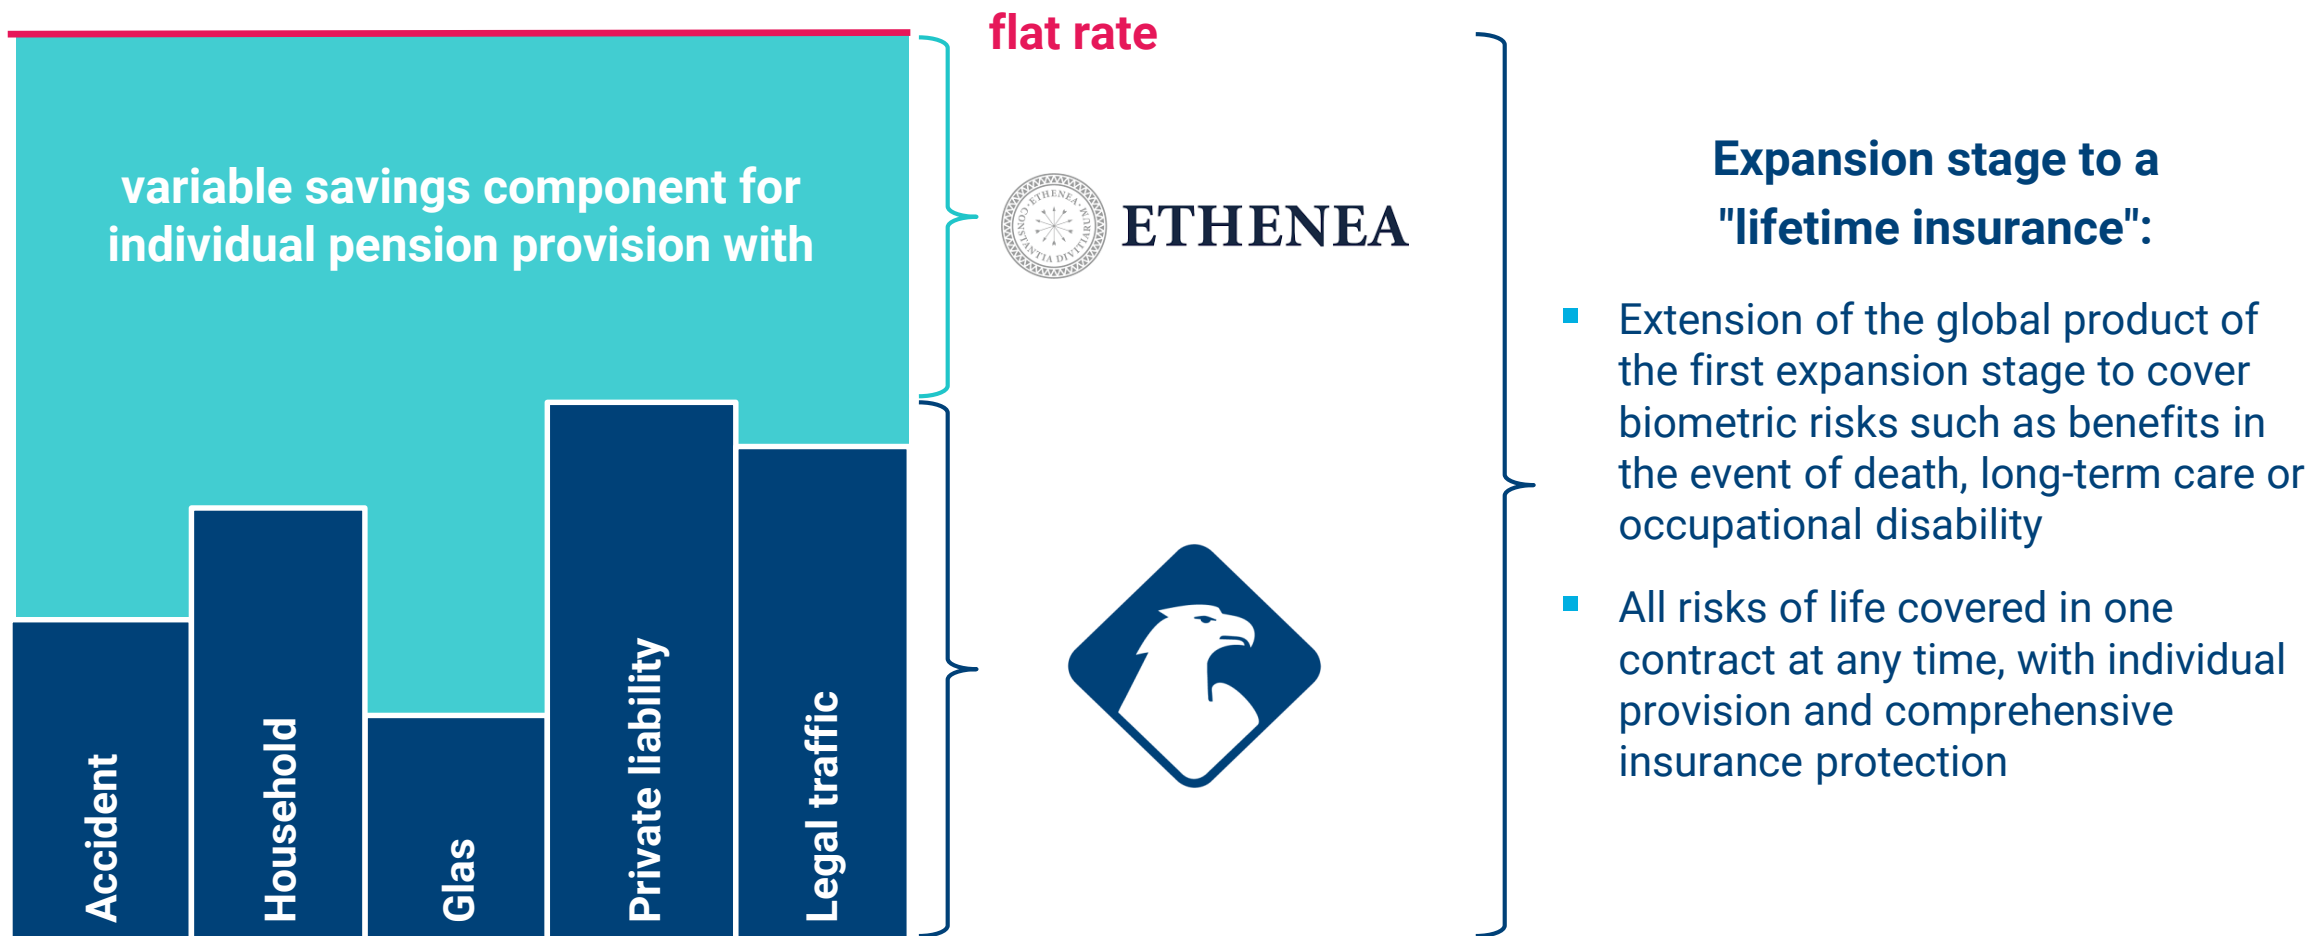 flat rate
variable savings component for
individual pension provision with
ETHENEA · CONSTANTIA DIVITIARUM ·
ETHENEA
Accident
Household
Glas
Private liability
Legal traffic
Expansion stage to a
"lifetime insurance":
Extension of the global product of
the first expansion stage to cover
biometric risks such as benefits in
the event of death, long-term care or
occupational disability
All risks of life covered in one
contract at any time, with individual
provision and comprehensive
insurance protection